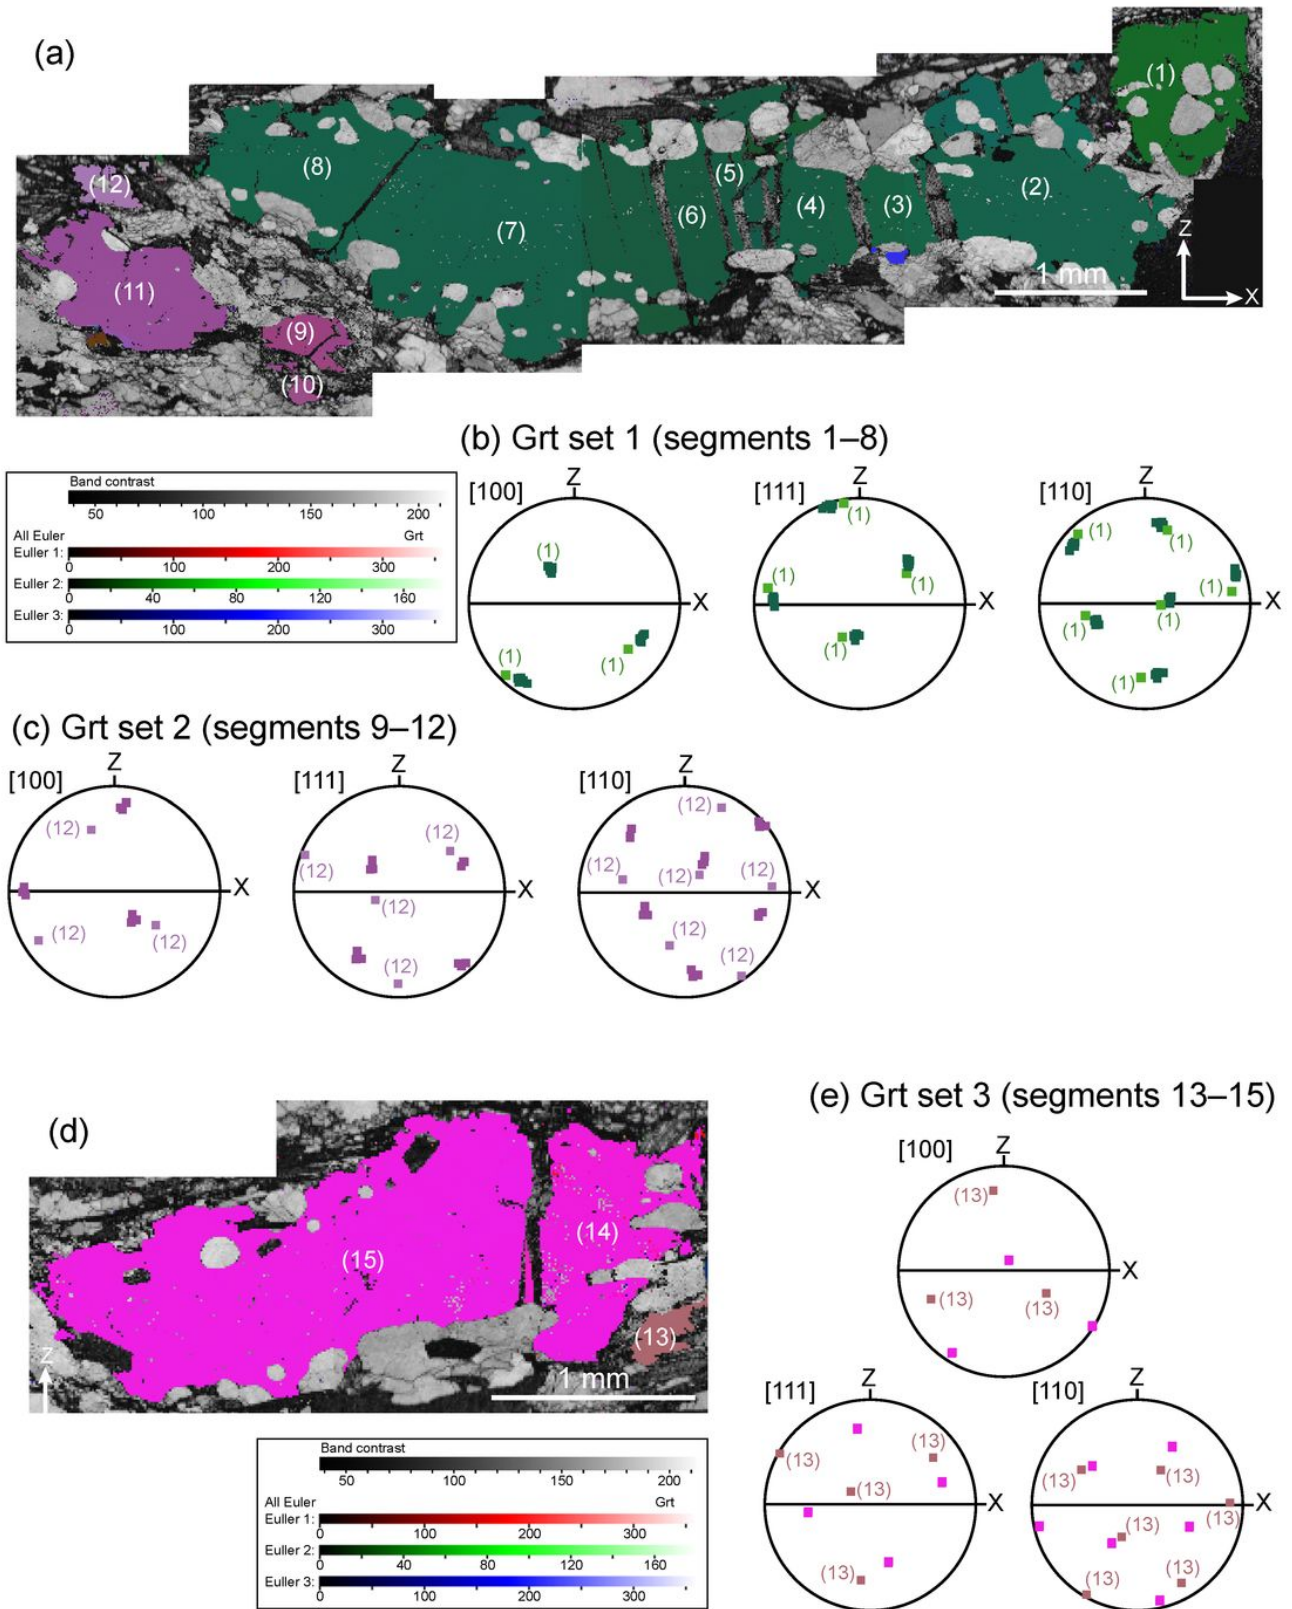 (a)
(1)
(12)
(8)
(5)
(2)
(6)
(4)
(3)
(7)
(11)
(9)
(10)
1 mm
Z
X
(b) Grt set 1 (segments 1–8)
Band contrast
50 100 150 200
All Euler Grt
Euller 1:
0 100 200 300
Euller 2:
0 40 80 120 160
Euller 3:
0 100 200 300
[100] Z X
(1)
(1)
(1)
[111] Z X
(1)
(1)
(1)
(1)
[110] Z X
(1)
(1)
(1)
(1)
(1)
(1)
(c) Grt set 2 (segments 9–12)
[100] Z X
(12)
(12)
(12)
[111] Z X
(12)
(12)
(12)
(12)
[110] Z X
(12)
(12)
(12)
(12)
(12)
(12)
(d)
(14)
(15)
(13)
Z
1 mm
Band contrast
50 100 150 200
All Euler Grt
Euller 1:
0 100 200 300
Euller 2:
0 40 80 120 160
Euller 3:
0 100 200 300
(e) Grt set 3 (segments 13–15)
[100] Z X
(13)
(13)
(13)
[111] Z X
(13)
(13)
(13)
(13)
[110] Z X
(13)
(13)
(13)
(13)
(13)
(13)